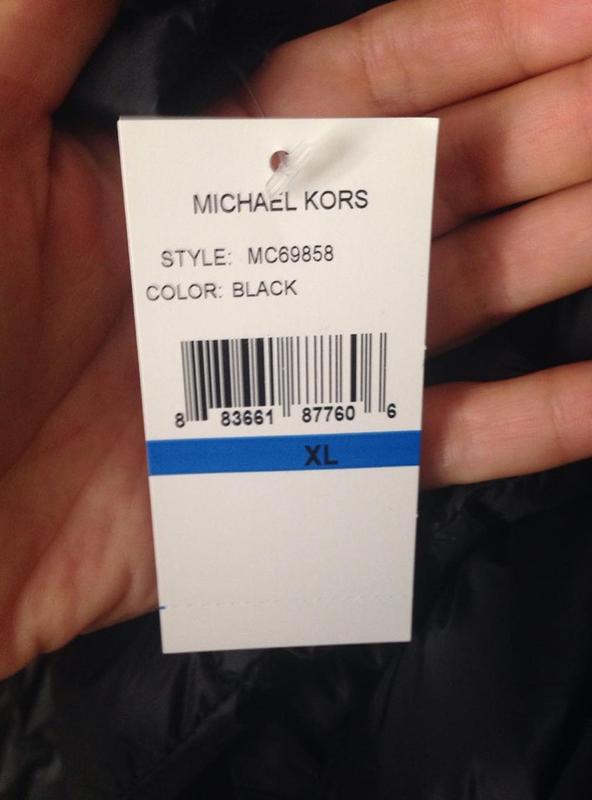 MICHAEL KORS
STYLE: MC69858
COLOR: BLACK
8 83661 87760 6
XL